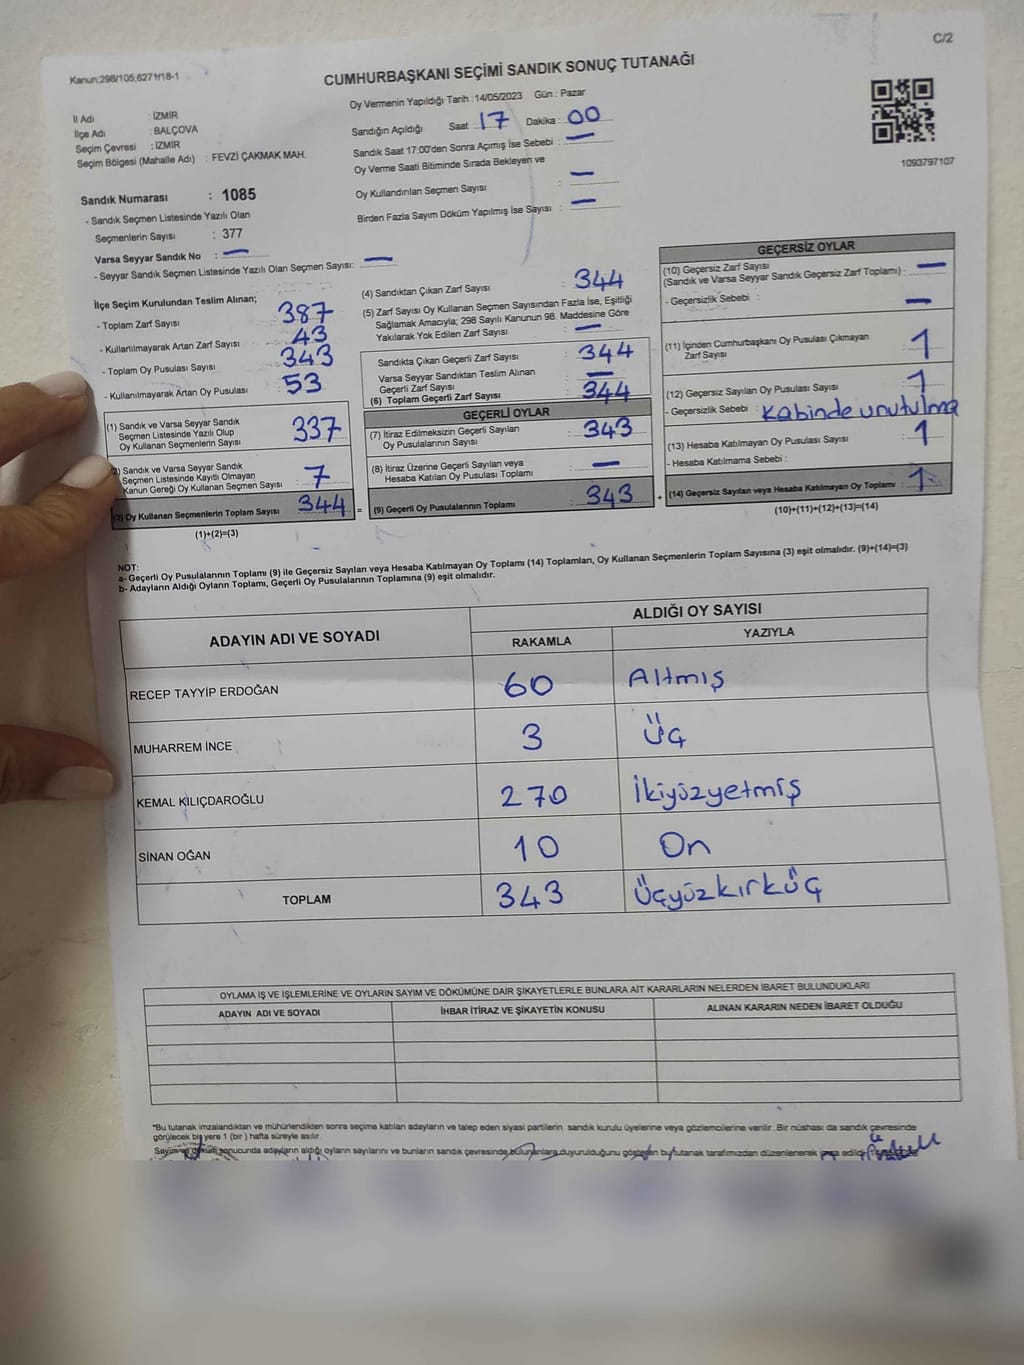 C/2
Kanun;298/105;6271/18-1
CUMHURBAŞKANI SEÇİMİ SANDIK SONUÇ TUTANAĞI
İl Adı : İZMİR
İlçe Adı : BALÇOVA
Seçim Çevresi : İZMİR
Seçim Bölgesi (Mahalle Adı) : FEVZİ ÇAKMAK MAH.
Sandık Numarası : 1085
- Sandık Seçmen Listesinde Yazılı Olan
Seçmenlerin Sayısı : 377
Varsa Seyyar Sandık No : —
- Seyyar Sandık Seçmen Listesinde Yazılı Olan Seçmen Sayısı: —
Oy Vermenin Yapıldığı Tarih :14/05/2023 Gün : Pazar
Sandığın Açıldığı Saat : 17 Dakika : 00
Sandık Saat 17:00'den Sonra Açımış İse Sebebi : —
Oy Verme Saati Bitiminde Sırada Bekleyen ve
Oy Kullandırılan Seçmen Sayısı : —
Birden Fazla Sayım Döküm Yapılmış İse Sayısı : —
1093797107
İlçe Seçim Kurulundan Teslim Alınan;
- Toplam Zarf Sayısı : 387
- Kullanılmayarak Artan Zarf Sayısı : 43
- Toplam Oy Pusulası Sayısı : 343
- Kullanılmayarak Artan Oy Pusulası : 53
(1) Sandık ve Varsa Seyyar Sandık
Seçmen Listesinde Yazılı Olup
Oy Kullanan Seçmenlerin Sayısı : 337
(2) Sandık ve Varsa Seyyar Sandık
Seçmen Listesinde Kayıtlı Olmayan
Kanun Gereği Oy Kullanan Seçmen Sayısı : 7
(3) Oy Kullanan Seçmenlerin Toplam Sayısı : 344 =
(1)+(2)=(3)
(4) Sandıktan Çıkan Zarf Sayısı : 344
(5) Zarf Sayısı Oy Kullanan Seçmen Sayısından Fazla İse, Eşitliği
Sağlamak Amacıyla; 298 Sayılı Kanunun 98. Maddesine Göre
Yakılarak Yok Edilen Zarf Sayısı : —
Sandıkta Çıkan Geçerli Zarf Sayısı : 344
Varsa Seyyar Sandıktan Teslim Alınan
Geçerli Zarf Sayısı : —
(6) Toplam Geçerli Zarf Sayısı : 344
GEÇERLİ OYLAR
(7) İtiraz Edilmeksizin Geçerli Sayılan
Oy Pusulalarının Sayısı : 343
(8) İtiraz Üzerine Geçerli Sayılan veya
Hesaba Katılan Oy Pusulası Toplamı : —
(9) Geçerli Oy Pusulalarının Toplamı : 343 +
GEÇERSİZ OYLAR
(10) Geçersiz Zarf Sayısı
(Sandık ve Varsa Seyyar Sandık Geçersiz Zarf Toplamı) : —
- Geçersizlik Sebebi : —
(11) İçinden Cumhurbaşkanı Oy Pusulası Çıkmayan
Zarf Sayısı : 1
(12) Geçersiz Sayılan Oy Pusulası Sayısı : 1
- Geçersizlik Sebebi : Kabinde unutulma
(13) Hesaba Katılmayan Oy Pusulası Sayısı : 1
- Hesaba Katılmama Sebebi :
(14) Geçersiz Sayılan veya Hesaba Katılmayan Oy Toplamı : 1
(10)+(11)+(12)+(13)=(14)
NOT:
a- Geçerli Oy Pusulalarının Toplamı (9) ile Geçersiz Sayılan veya Hesaba Katılmayan Oy Toplamı (14) Toplamları, Oy Kullanan Seçmenlerin Toplam Sayısına (3) eşit olmalıdır. (9)+(14)=(3)
b- Adayların Aldığı Oyların Toplamı, Geçerli Oy Pusulalarının Toplamına (9) eşit olmalıdır.
ADAYIN ADI VE SOYADI ALDIĞI OY SAYISI
RAKAMLA YAZIYLA
RECEP TAYYİP ERDOĞAN 60 Altmış
MUHARREM İNCE 3 Üç
KEMAL KILIÇDAROĞLU 270 İkiyüzyetmiş
SİNAN OĞAN 10 On
TOPLAM 343 Üçyüzkırküç
OYLAMA İŞ VE İŞLEMLERİNE VE OYLARIN SAYIM VE DÖKÜMÜNE DAİR ŞİKAYETLERLE BUNLARA AİT KARARLARIN NELERDEN İBARET BULUNDUKLARI
ADAYIN ADI VE SOYADI İHBAR İTİRAZ VE ŞİKAYETİN KONUSU ALINAN KARARIN NEDEN İBARET OLDUĞU
*Bu tutanak imzalandıktan ve mühürlendikten sonra seçime katılan adayların ve talep eden siyasi partilerin sandık kurulu üyelerine veya gözlemcilerine verilir. Bir nüshası da sandık çevresinde
görülecek bir yere 1 (bir ) hafta süreyle asılır.
Sayım ve döküm sonucunda adayların aldığı oyların sayılarını ve bunların sandık çevresinde bulunanlara duyurulduğunu gösteren bu tutanak tarafımızdan düzenlenerek imza edildi.